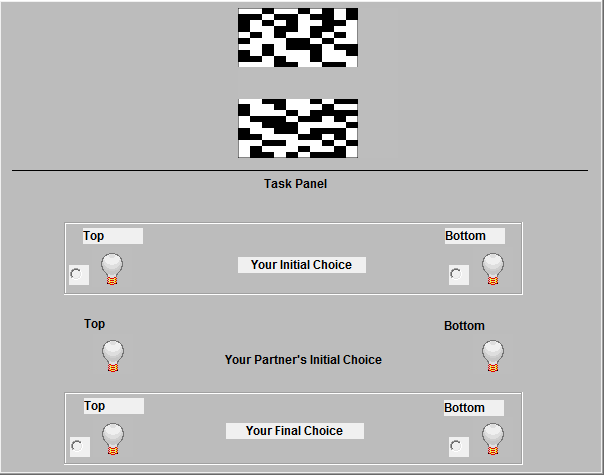 Task Panel
Top
Bottom
Your Initial Choice
Top
Bottom
Your Partner's Initial Choice
Top
Bottom
Your Final Choice